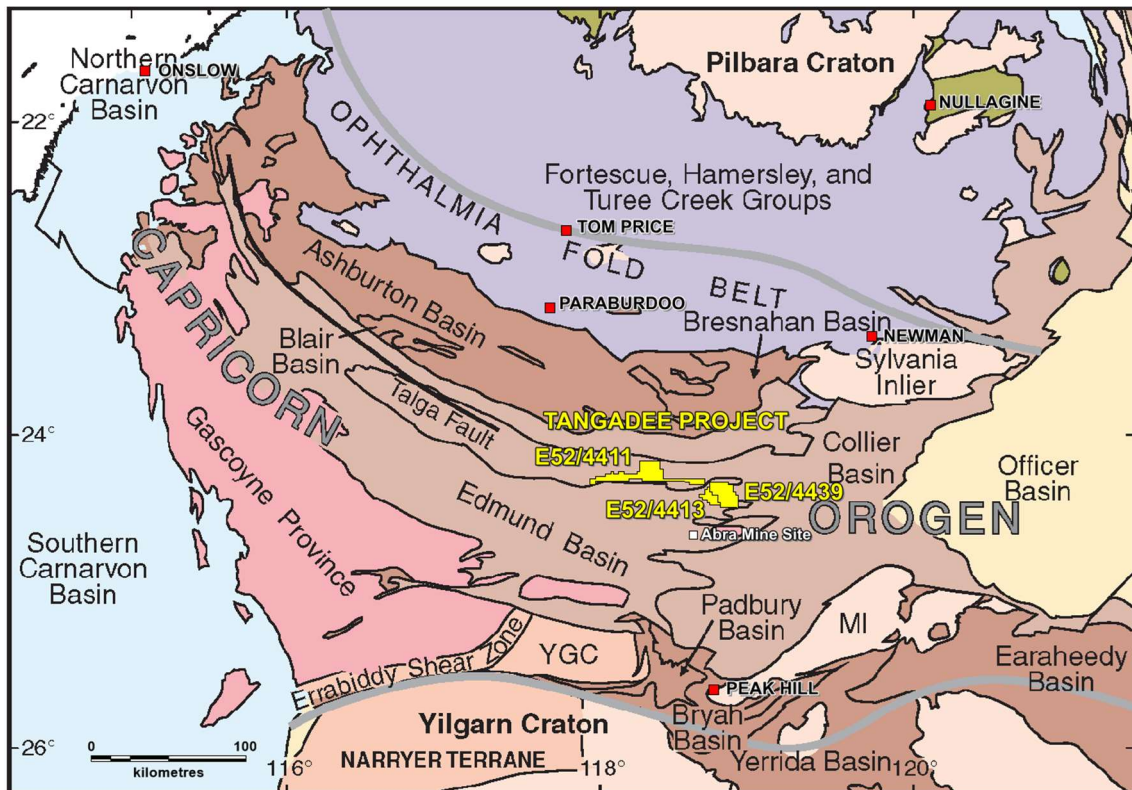 Northern
Carnarvon
Basin
ONSLOW
Pilbara Craton
NULLAGINE
22°
OPHTHALMIA
FOLD
BELT
Fortescue, Hamersley, and
Turee Creek Groups
TOM PRICE
CAPRICORN
Ashburton Basin
PARABURDOO
Bresnahan Basin
NEWMAN
Blair
Basin
Sylvania
Inlier
Talga Fault
24°
TANGADEE PROJECT
Collier
Basin
E52/4411
Officer
Basin
E52/4439
E52/4413
OROGEN
Gascoyne Province
Edmund Basin
Abra Mine Site
Southern
Carnarvon
Basin
Padbury
Basin
MI
Errabiddy Shear Zone
YGC
Earaheedy
Basin
PEAK HILL
Yilgarn Craton
Bryah
Basin
26°
NARRYER TERRANE
Yerrida Basin
0 100
kilometres
116°
118°
120°